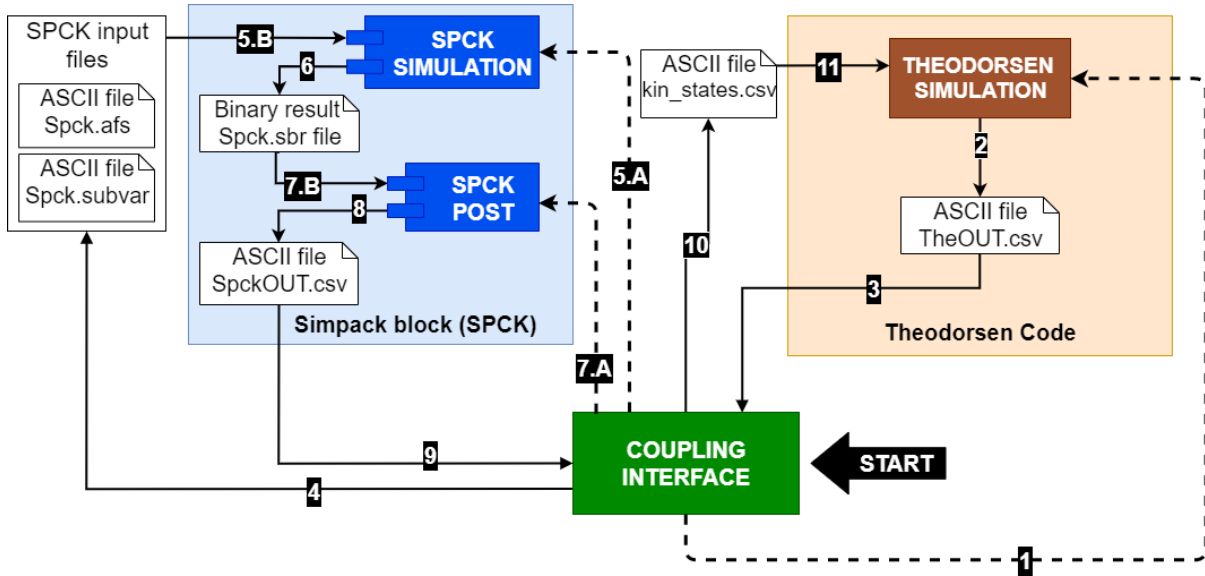 SPCK input
files
ASCII file
Spck.afs
ASCII file
Spck.subvar
5.B
SPCK
SIMULATION
6
Binary result
Spck.sbr file
7.B
SPCK
POST
8
ASCII file
SpckOUT.csv
Simpack block (SPCK)
5.A
7.A
ASCII file
kin_states.csv
10
11
THEODORSEN
SIMULATION
2
ASCII file
TheOUT.csv
3
Theodorsen Code
9
4
COUPLING
INTERFACE
START
1